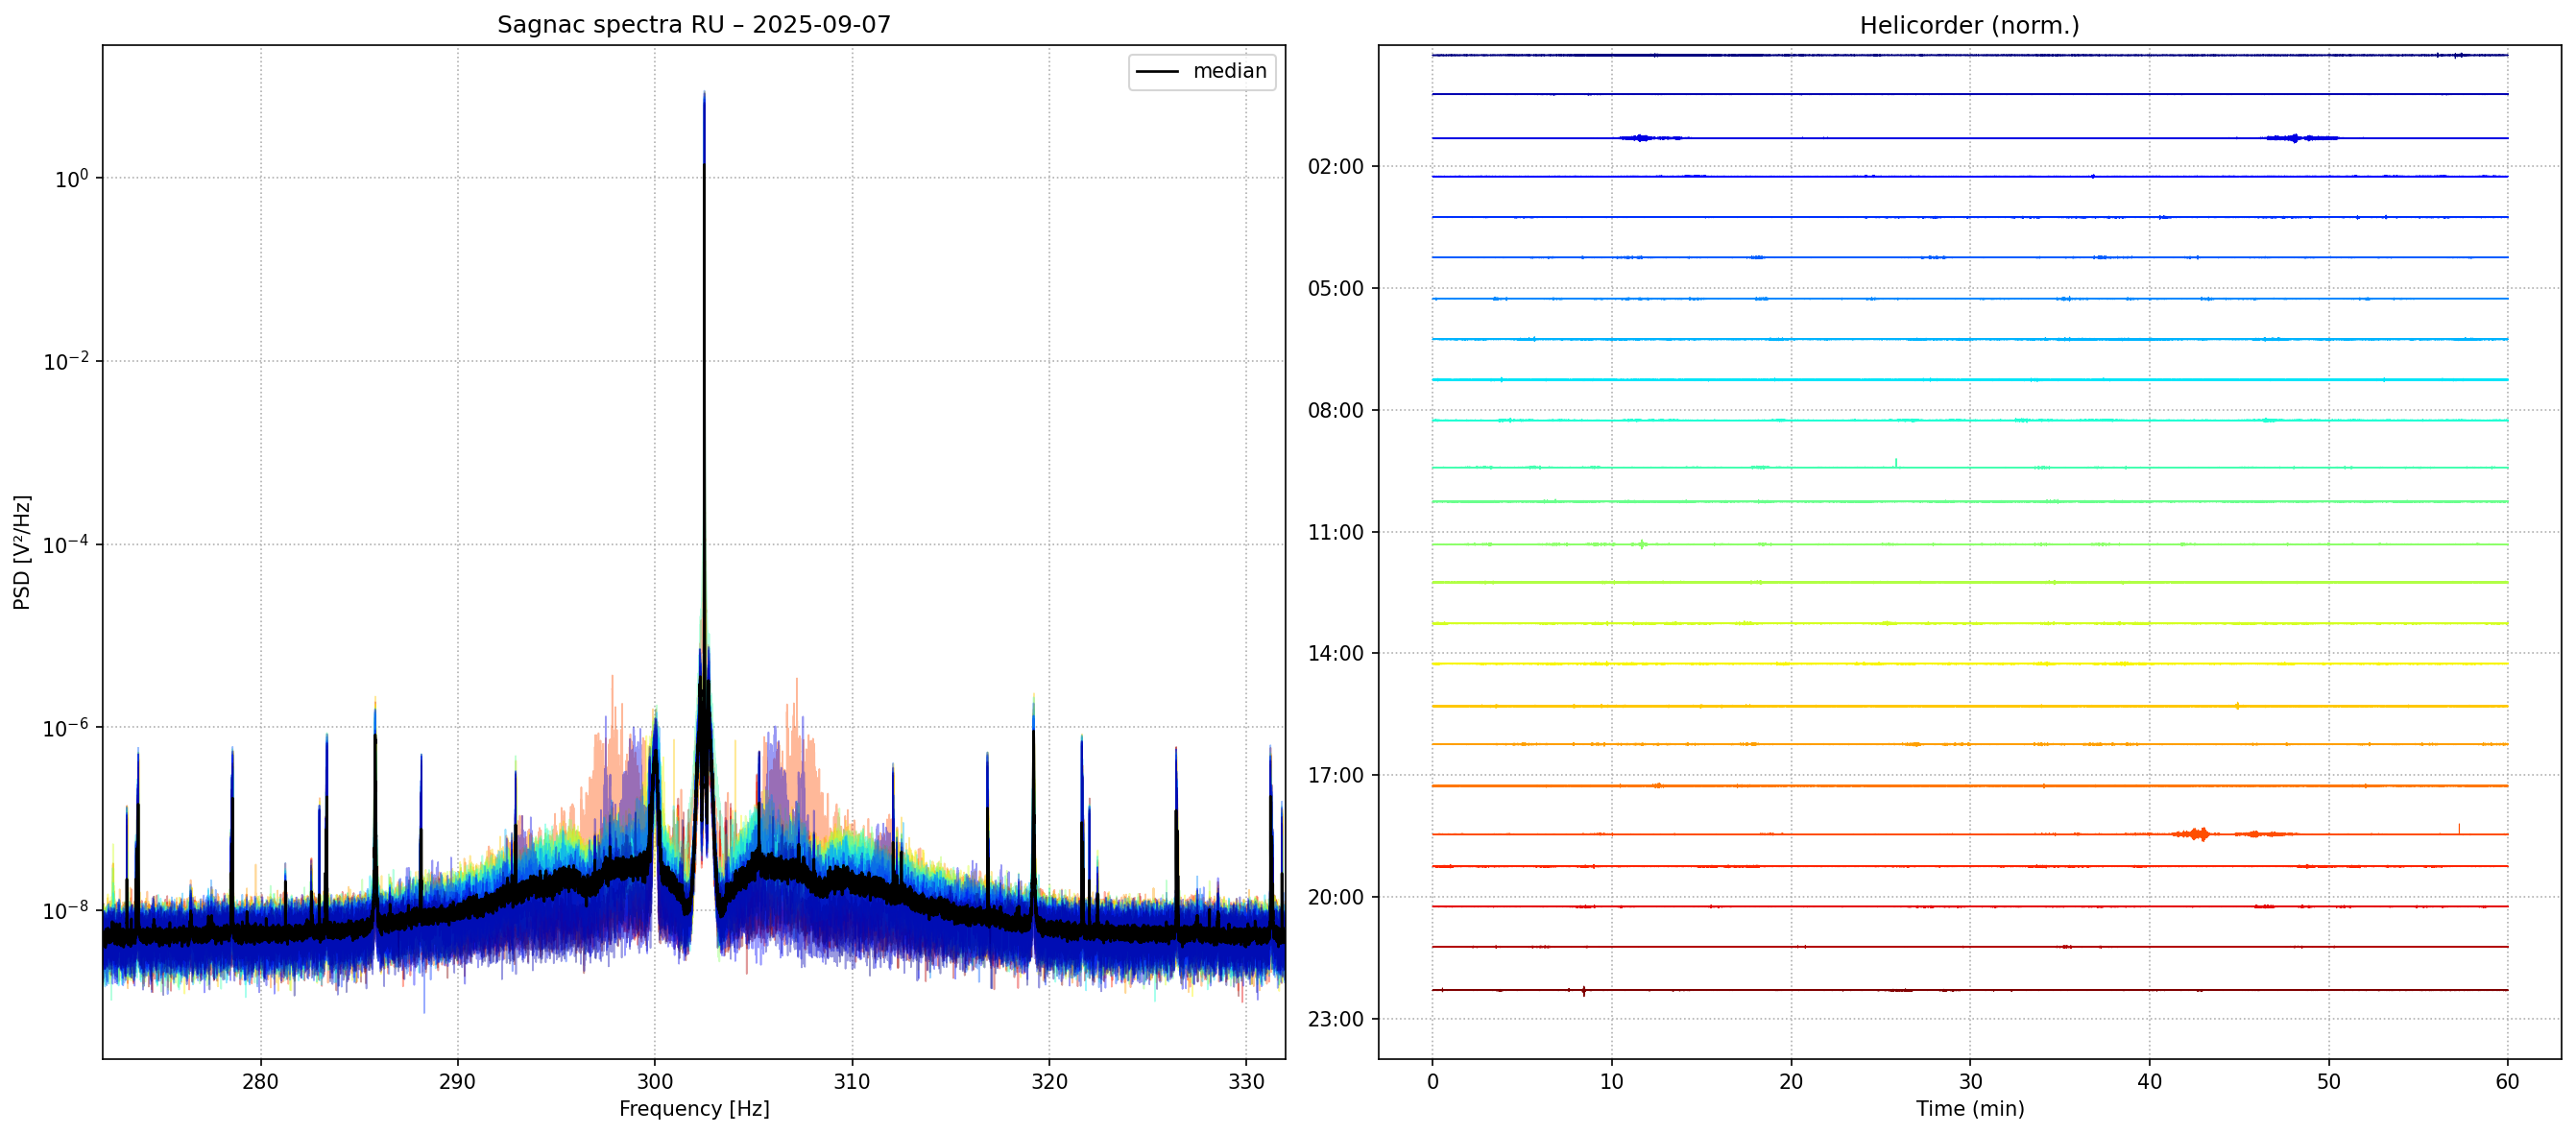 Sagnac spectra RU – 2025-09-07
median
10⁰
10⁻²
10⁻⁴
10⁻⁶
10⁻⁸
PSD [V²/Hz]
280 290 300 310 320 330
Frequency [Hz]
Helicorder (norm.)
02:00
05:00
08:00
11:00
14:00
17:00
20:00
23:00
0 10 20 30 40 50 60
Time (min)